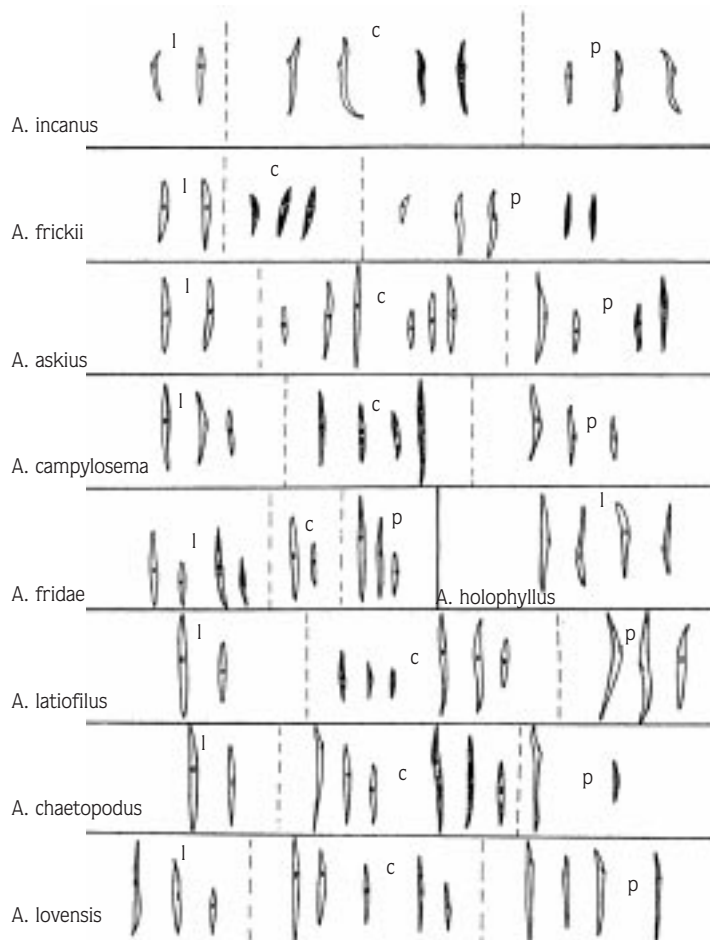 l c p
A. incanus
l c p
A. frickii
l c p
A. askius
l c p
A. campylosema
l c p l
A. fridae A. holophyllus
l c p
A. latiofilus
l c p
A. chaetopodus
l c p
A. lovensis